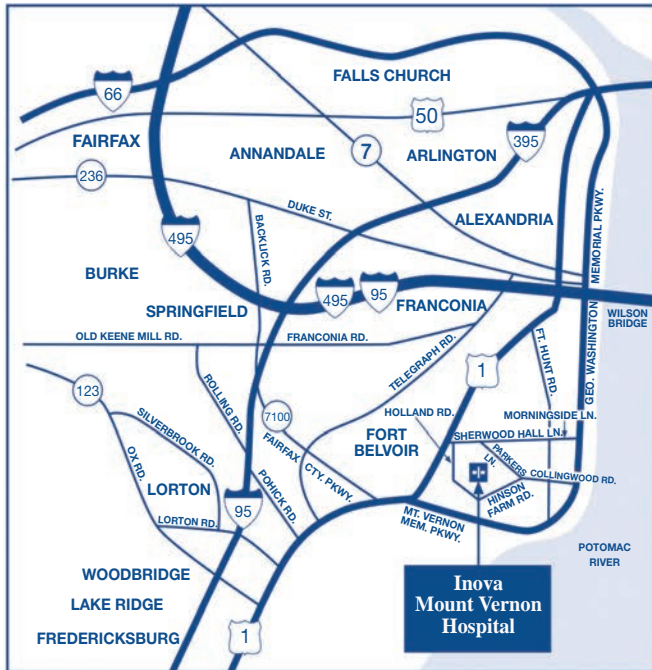 FALLS CHURCH
66
50
FAIRFAX
ANNANDALE
7
ARLINGTON
395
236
DUKE ST.
BACKLICK RD.
ALEXANDRIA
GEO. WASHINGTON MEMORIAL PKWY.
495
BURKE
SPRINGFIELD
495
95
FRANCONIA
WILSON
BRIDGE
OLD KEENE MILL RD.
FRANCONIA RD.
TELEGRAPH RD.
1
FT. HUNT RD.
123
ROLLING RD.
7100
HOLLAND RD.
MORNINGSIDE LN.
SILVERBROOK RD.
FAIRFAX CTY. PKWY.
FORT
BELVOIR
SHERWOOD HALL LN.
PARKERS
LN.
COLLINGWOOD RD.
OX RD.
LORTON
HINSON
FARM RD.
95
POHICK RD.
LORTON RD.
MT. VERNON
MEM. PKWY.
POTOMAC
RIVER
WOODBRIDGE
LAKE RIDGE
FREDERICKSBURG
1
Inova
Mount Vernon
Hospital